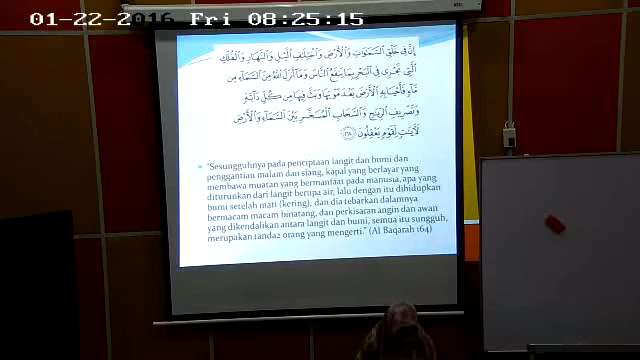 01-22-2016 Fri 08:25:15
إِنَّ فِي خَلْقِ السَّمَاوَاتِ وَالْأَرْضِ وَاخْتِلَافِ اللَّيْلِ وَالنَّهَارِ وَالْفُلْكِ
الَّتِي تَجْرِي فِي الْبَحْرِ بِمَا يَنفَعُ النَّاسَ وَمَا أَنزَلَ اللَّهُ مِنَ السَّمَاءِ مِن
مَّاءٍ فَأَحْيَا بِهِ الْأَرْضَ بَعْدَ مَوْتِهَا وَبَثَّ فِيهَا مِن كُلِّ دَابَّةٍ
وَتَصْرِيفِ الرِّيَاحِ وَالسَّحَابِ الْمُسَخَّرِ بَيْنَ السَّمَاءِ وَالْأَرْضِ
لَآيَاتٍ لِّقَوْمٍ يَعْقِلُونَ ١٦٤
"Sesungguhnya pada penciptaan langit dan bumi dan
penggantian malam dan siang, kapal yang berlayar yang
membawa muatan yang bermanfaat pada manusia, apa yang
diturunkan dari langit berupa air, lalu dengan itu dihidupkan
bumi setelah mati (kering), dan dia tebarkan dalamnya
bermacam macam binatang, dan perkisaran angin dan awan
yang dikendalikan antara langit dan bumi, semua itu sungguh,
merupakan tanda2 orang yang mengerti." (Al Baqarah 164)